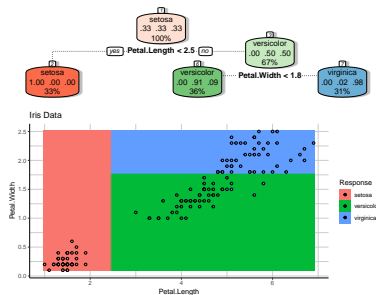 1
setosa
.33 .33 .33
100%
yes Petal.Length < 2.5 no
3
versicolor
.00 .50 .50
67%
Petal.Width < 1.8
2
setosa
1.00 .00 .00
33%
6
versicolor
.00 .91 .09
36%
7
virginica
.00 .02 .98
31%
Iris Data
2.5
2.0
1.5
1.0
0.5
0.0
Petal.Width
2
4
6
Petal.Length
Response
setosa
versicolo
virginica